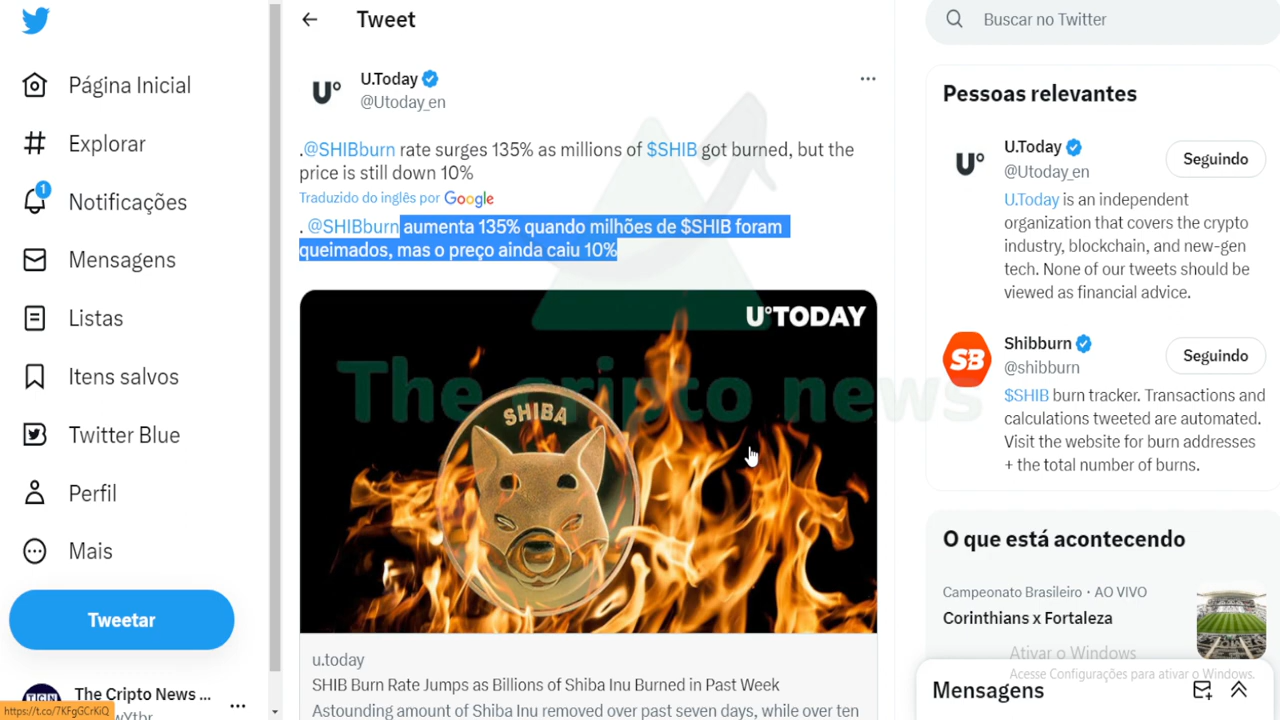 Tweet
Buscar no Twitter
Página Inicial
Explorar
1
Notificações
Mensagens
Listas
Itens salvos
Twitter Blue
Perfil
Mais
Tweetar
The Cripto News ...
https://t.co/7KFgGCrKiQ
U.Today
@Utoday_en
.@SHIBburn rate surges 135% as millions of $SHIB got burned, but the
price is still down 10%
Traduzido do inglês por Google
. @SHIBburn aumenta 135% quando milhões de $SHIB foram
queimados, mas o preço ainda caiu 10%
U°TODAY
The cripto news
SHIBA
u.today
SHIB Burn Rate Jumps as Billions of Shiba Inu Burned in Past Week
Astounding amount of Shiba Inu removed over past seven days, while over ten
Pessoas relevantes
U°
U.Today
@Utoday_en
Seguindo
U.Today is an independent
organization that covers the crypto
industry, blockchain, and new-gen
tech. None of our tweets should be
viewed as financial advice.
SB
Shibburn
@shibburn
Seguindo
$SHIB burn tracker. Transactions and
calculations tweeted are automated.
Visit the website for burn addresses
+ the total number of burns.
O que está acontecendo
Campeonato Brasileiro · AO VIVO
Corinthians x Fortaleza
Ativar o Windows
Acesse Configurações para ativar o Windows.
Mensagens